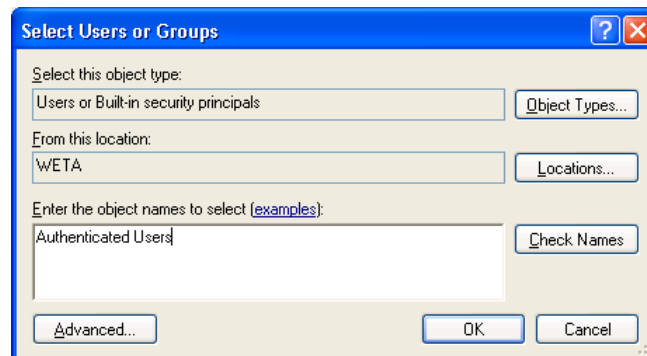 Select Users or Groups
Select this object type:
Users or Built-in security principals
Object Types...
From this location:
WETA
Locations...
Enter the object names to select (examples):
Authenticated Users
Check Names
Advanced...
OK
Cancel